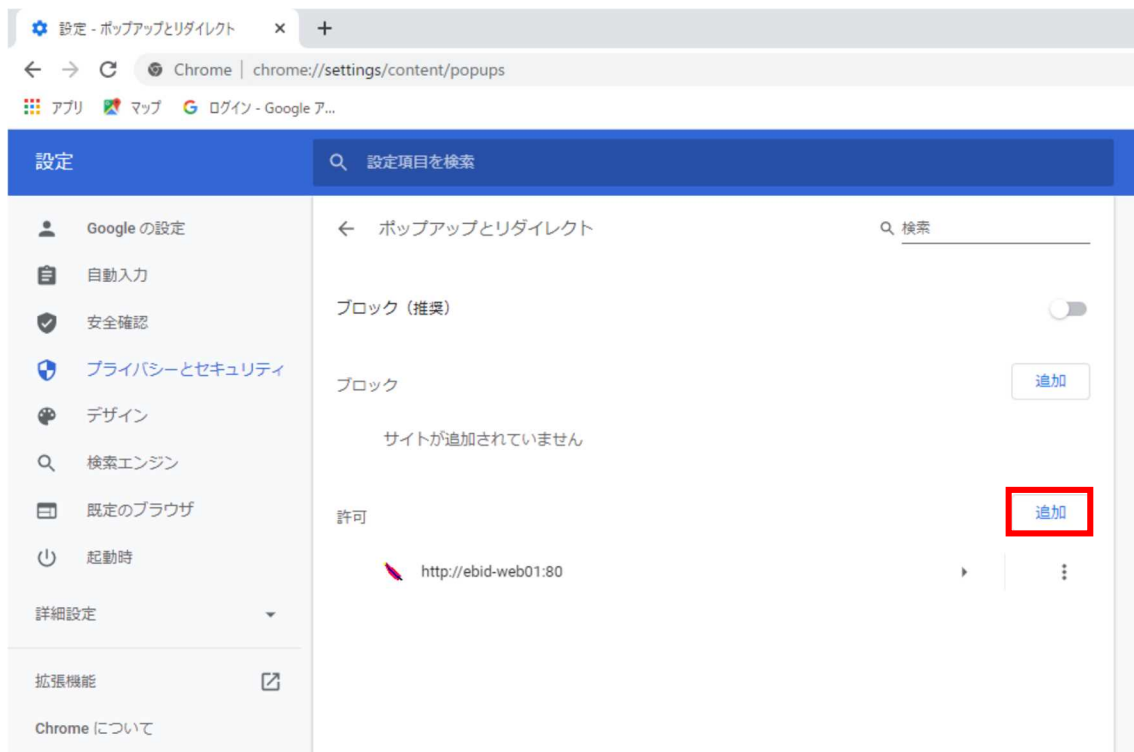 設定 - ポップアップとリダイレクト
Chrome | chrome://settings/content/popups
アプリ マップ ログイン - Google ア...
設定 設定項目を検索
Google の設定
自動入力
安全確認
プライバシーとセキュリティ
デザイン
検索エンジン
既定のブラウザ
起動時
詳細設定
拡張機能
Chrome について
ポップアップとリダイレクト 検索
ブロック（推奨）
ブロック 追加
サイトが追加されていません
許可 追加
http://ebid-web01:80